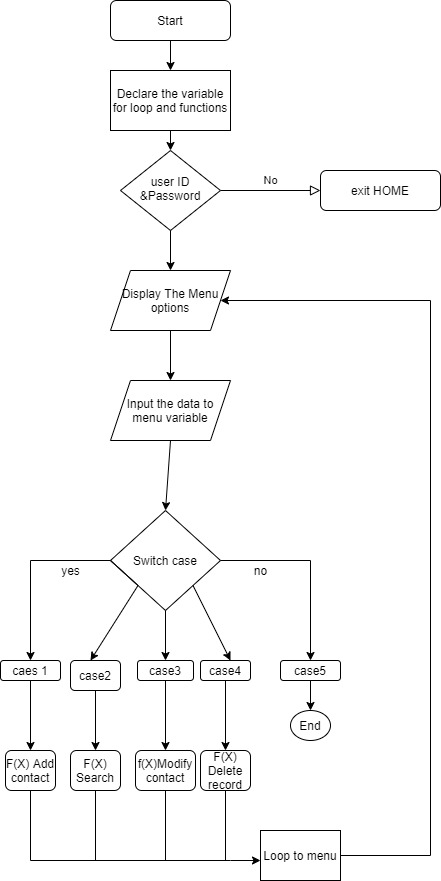 Start
Declare the variable
for loop and functions
user ID
&Password
No
exit HOME
Display The Menu
options
Input the data to
menu variable
Switch case
yes
no
caes 1
case2
case3
case4
case5
End
F(X) Add
contact
F(X)
Search
f(X)Modify
contact
F(X)
Delete
record
Loop to menu